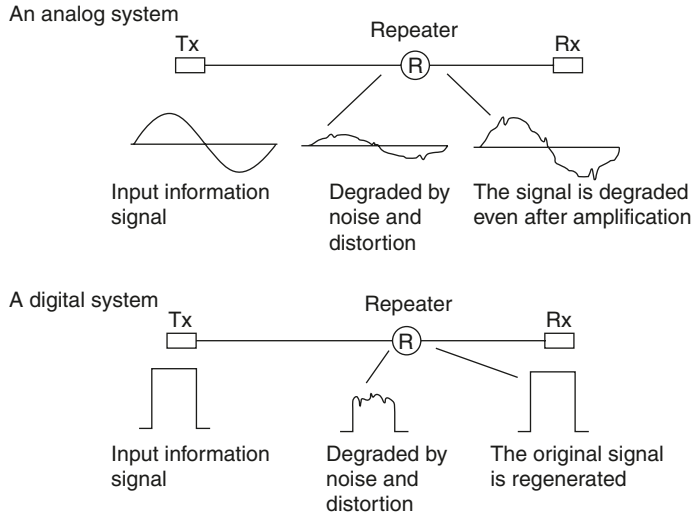 An analog system
Repeater
Tx
R
Rx
Input information
signal
Degraded by
noise and
distortion
The signal is degraded
even after amplification
A digital system
Repeater
Tx
R
Rx
Input information
signal
Degraded by
noise and
distortion
The original signal
is regenerated